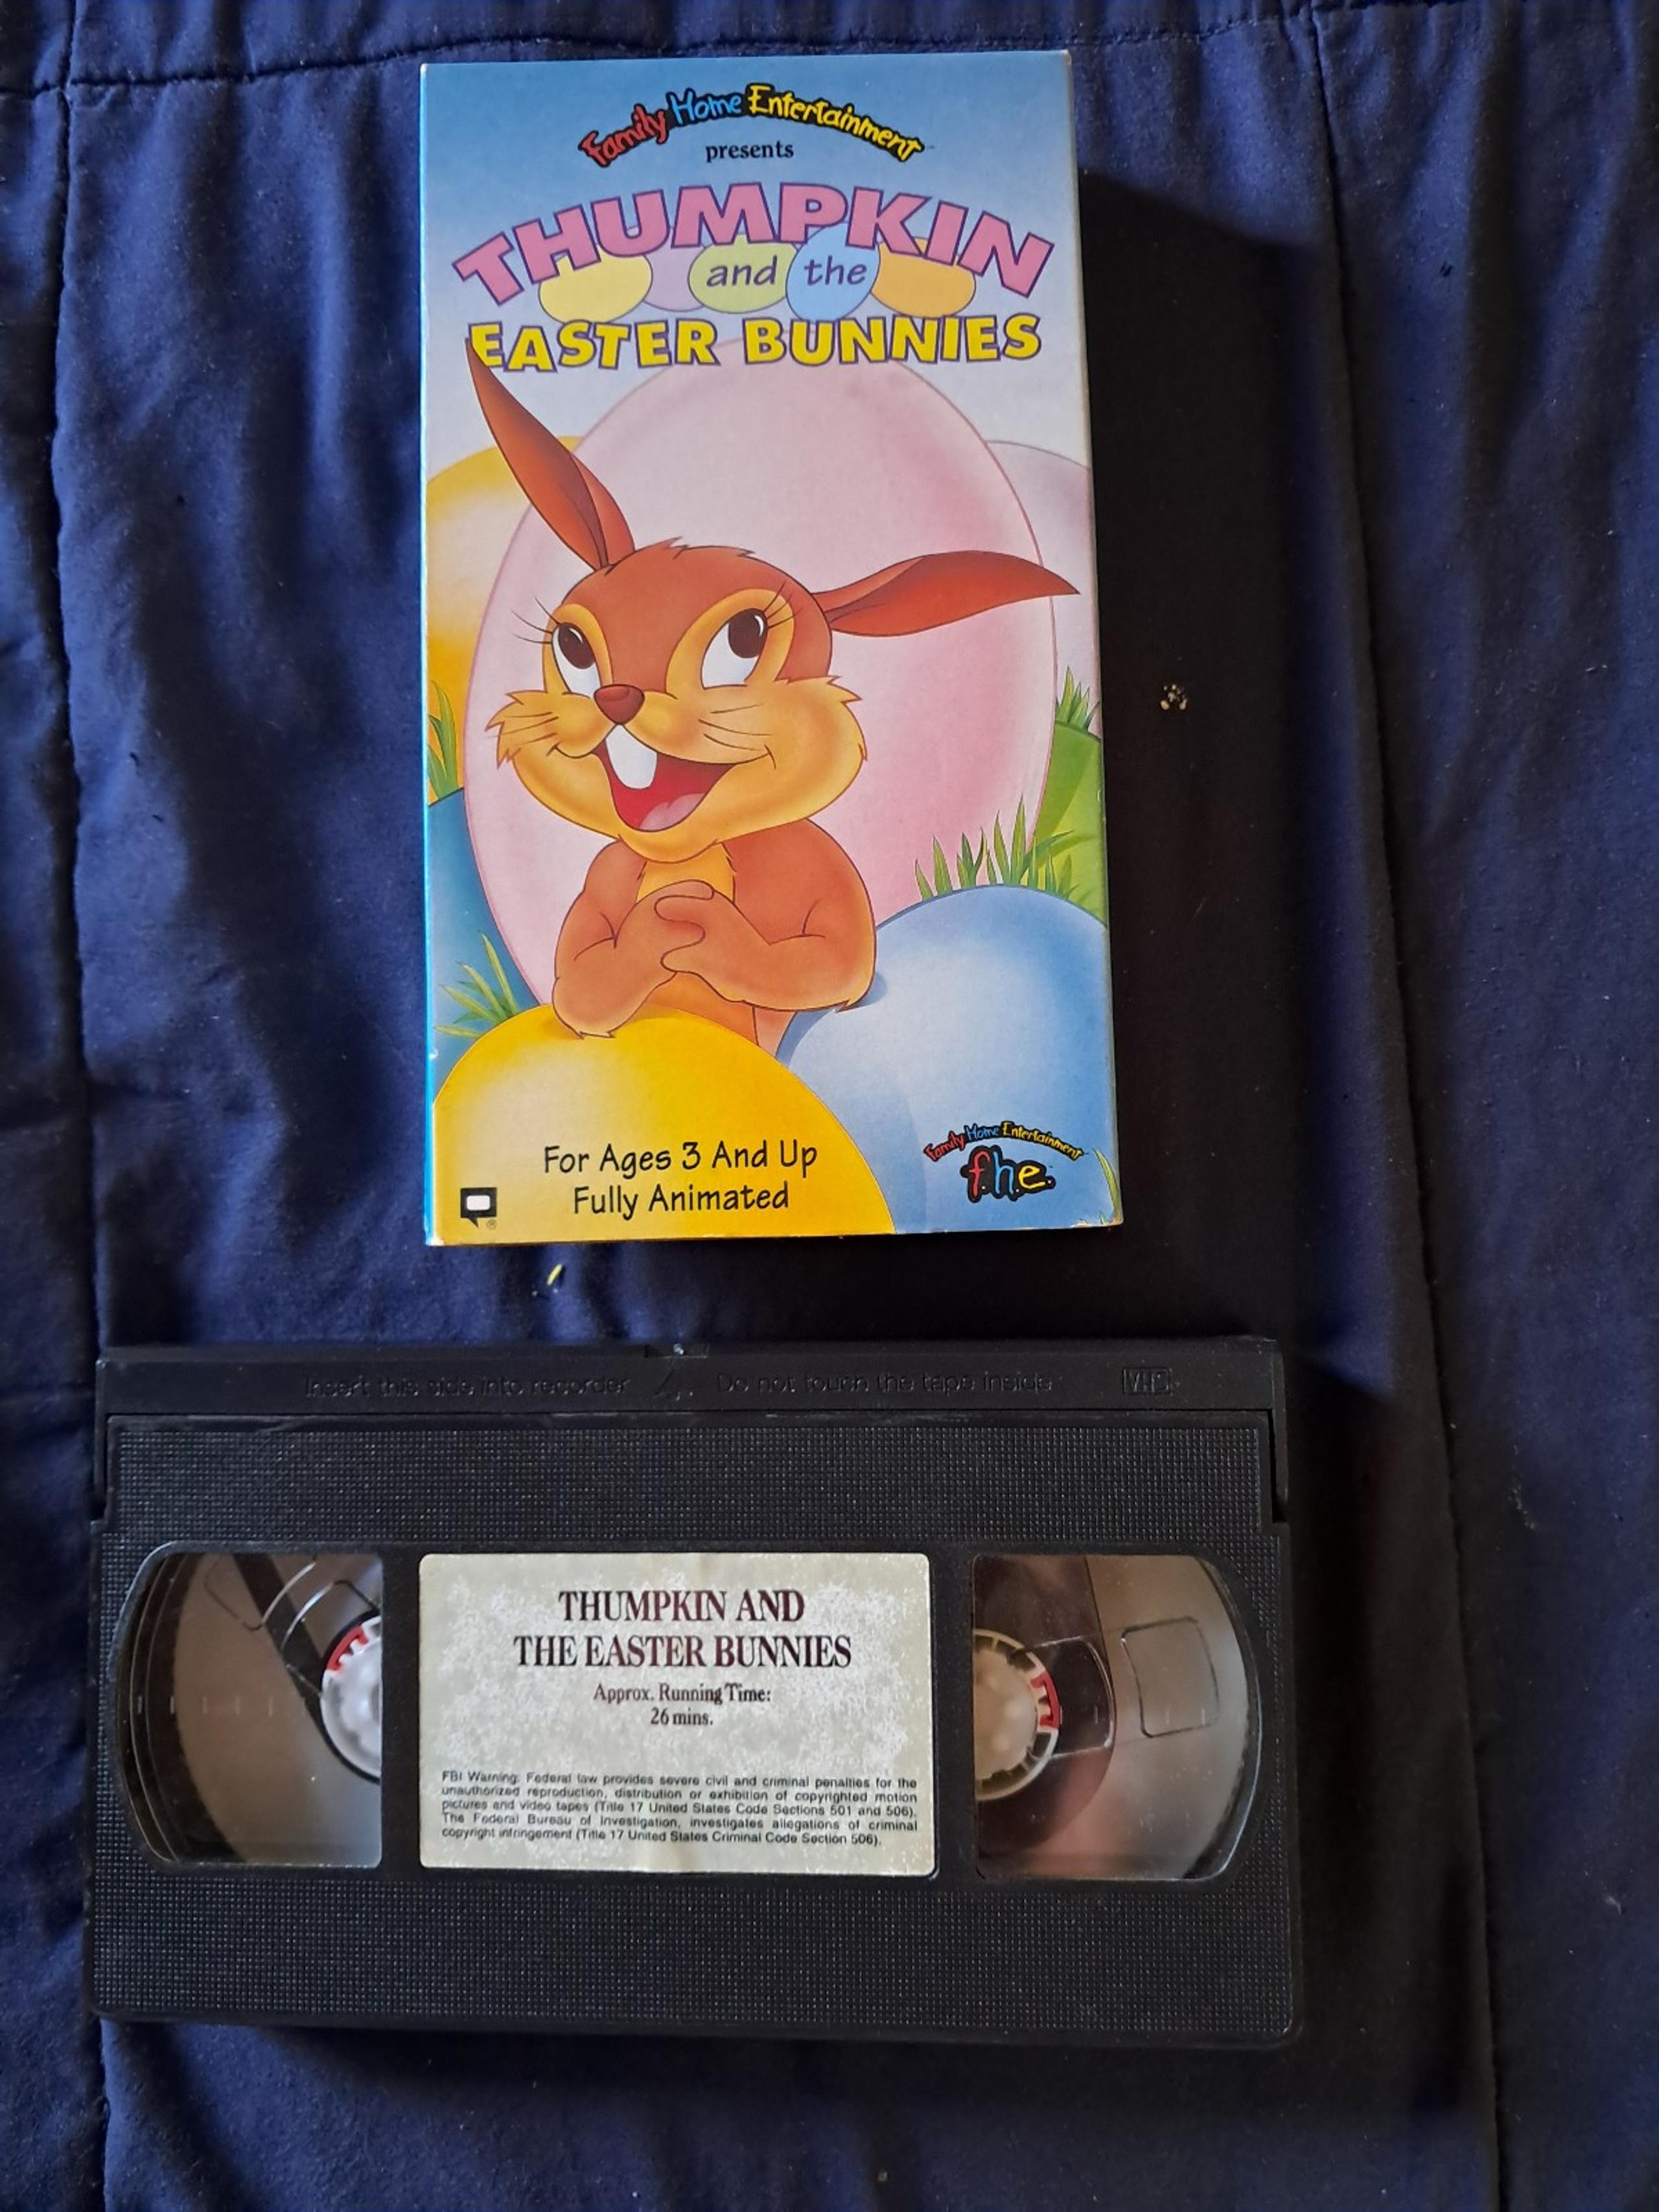 Family Home Entertainment
presents
THUMPKIN
and the
EASTER BUNNIES
For Ages 3 And Up
Fully Animated
Family Home Entertainment
f.h.e.
Insert this side into recorder Do not touch the tape inside VHS
THUMPKIN AND
THE EASTER BUNNIES
Approx. Running Time:
26 mins.
FBI Warning: Federal law provides severe civil and criminal penalties for the
unauthorized reproduction, distribution or exhibition of copyrighted motion
pictures and video tapes (Title 17 United States Code Sections 501 and 506).
The Federal Bureau of Investigation, investigates allegations of criminal
copyright infringement (Title 17 United States Criminal Code Section 506).